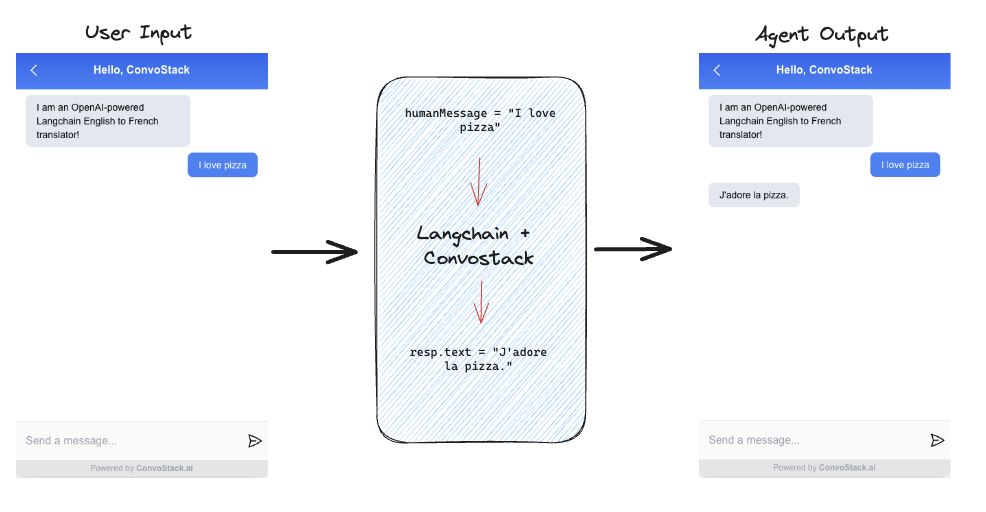 User Input
Hello, ConvoStack
I am an OpenAI-powered
Langchain English to French
translator!
I love pizza
Send a message...
Powered by ConvoStack.ai
humanMessage = "I love
pizza"
Langchain +
Convostack
resp.text = "J'adore
la pizza."
Agent Output
Hello, ConvoStack
I am an OpenAI-powered
Langchain English to French
translator!
I love pizza
J'adore la pizza.
Send a message...
Powered by ConvoStack.ai